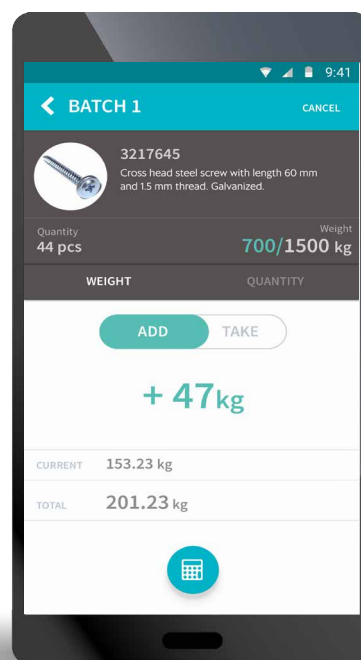 9:41
BATCH 1
CANCEL
3217645
Cross head steel screw with length 60 mm
and 1.5 mm thread. Galvanized.
Quantity
Weight
44 pcs
700/1500 kg
WEIGHT
QUANTITY
ADD
TAKE
+ 47kg
CURRENT 153.23 kg
TOTAL 201.23 kg